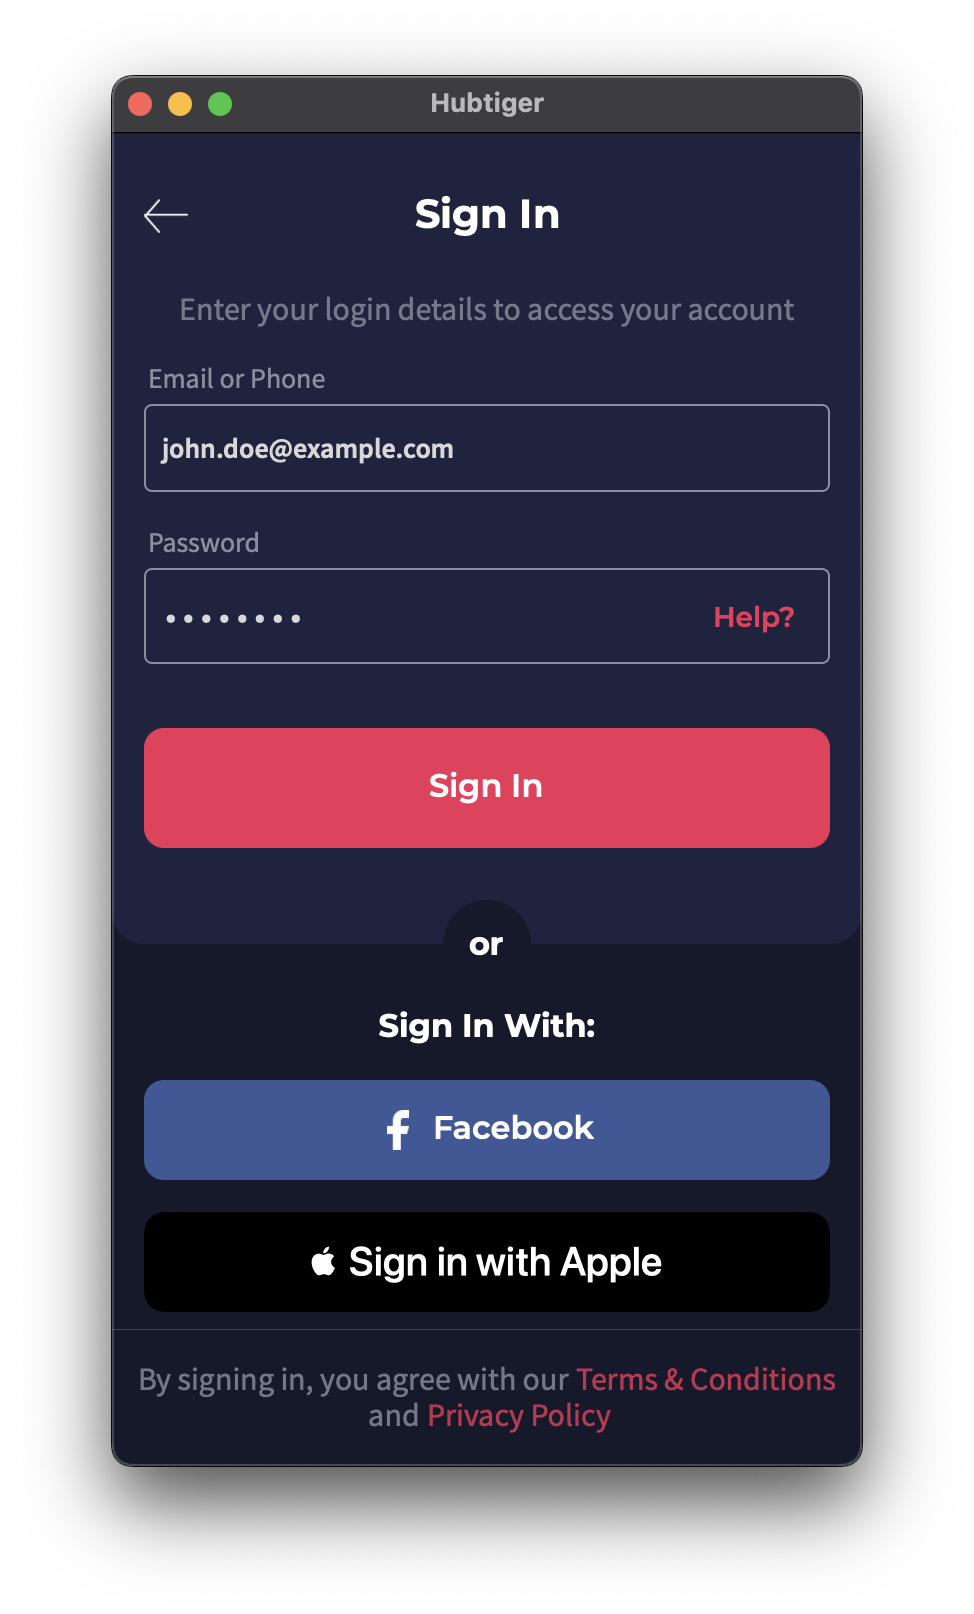 Hubtiger
Sign In
Enter your login details to access your account
Email or Phone
john.doe@example.com
Password
••••••••
Help?
Sign In
or
Sign In With:
Facebook
Sign in with Apple
By signing in, you agree with our Terms & Conditions
and Privacy Policy